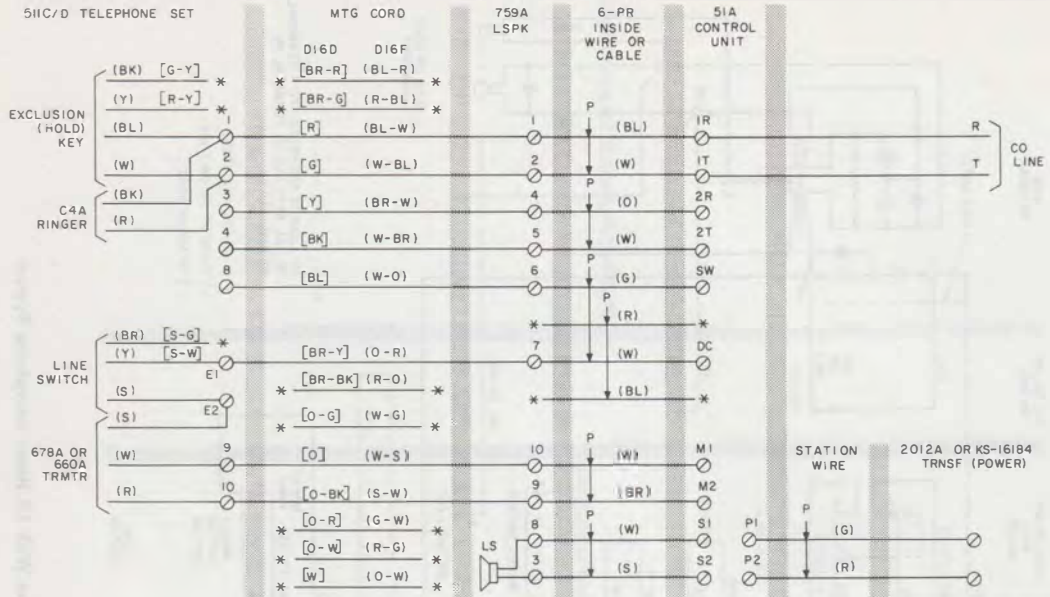 511C/D TELEPHONE SET MTG CORD 759A LSPK 6-PR INSIDE WIRE OR CABLE 51A CONTROL UNIT
D16D D16F
(BK) [G-Y] * * [BR-R] (BL-R) *
(Y) [R-Y] * * [BR-G] (R-BL) * P
EXCLUSION (HOLD) KEY
(BL) 1 [R] (BL-W) 1 (BL) 1R R
(W) 2 [G] (W-BL) 2 (W) 1T T
CO LINE
C4A RINGER
(BK) 3 [Y] (BR-W) 4 P (O) 2R
(R)
4 [BK] (W-BR) 5 (W) 2T
8 [BL] (W-O) 6 P (G) SW
P
(BR) [S-G] * * (R) *
LINE SWITCH
(Y) [S-W] E1 [BR-Y] (O-R) 7 (W) DC
* [BR-BK] (R-O) * * (BL) *
(S) E2
(S) * [O-G] (W-G) *
678A OR 660A TRMTR
(W) 9 [O] (W-S) 10 P (W) M1
(R) 10 [O-BK] (S-W) 9 (BR) M2
STATION WIRE 2012A OR KS-16184 TRNSF (POWER)
* [O-R] (G-W) * LS 8 P (W) S1 P1 P (G)
* [O-W] (R-G) * 3 (S) S2 P2 (R)
* [W] (O-W) *